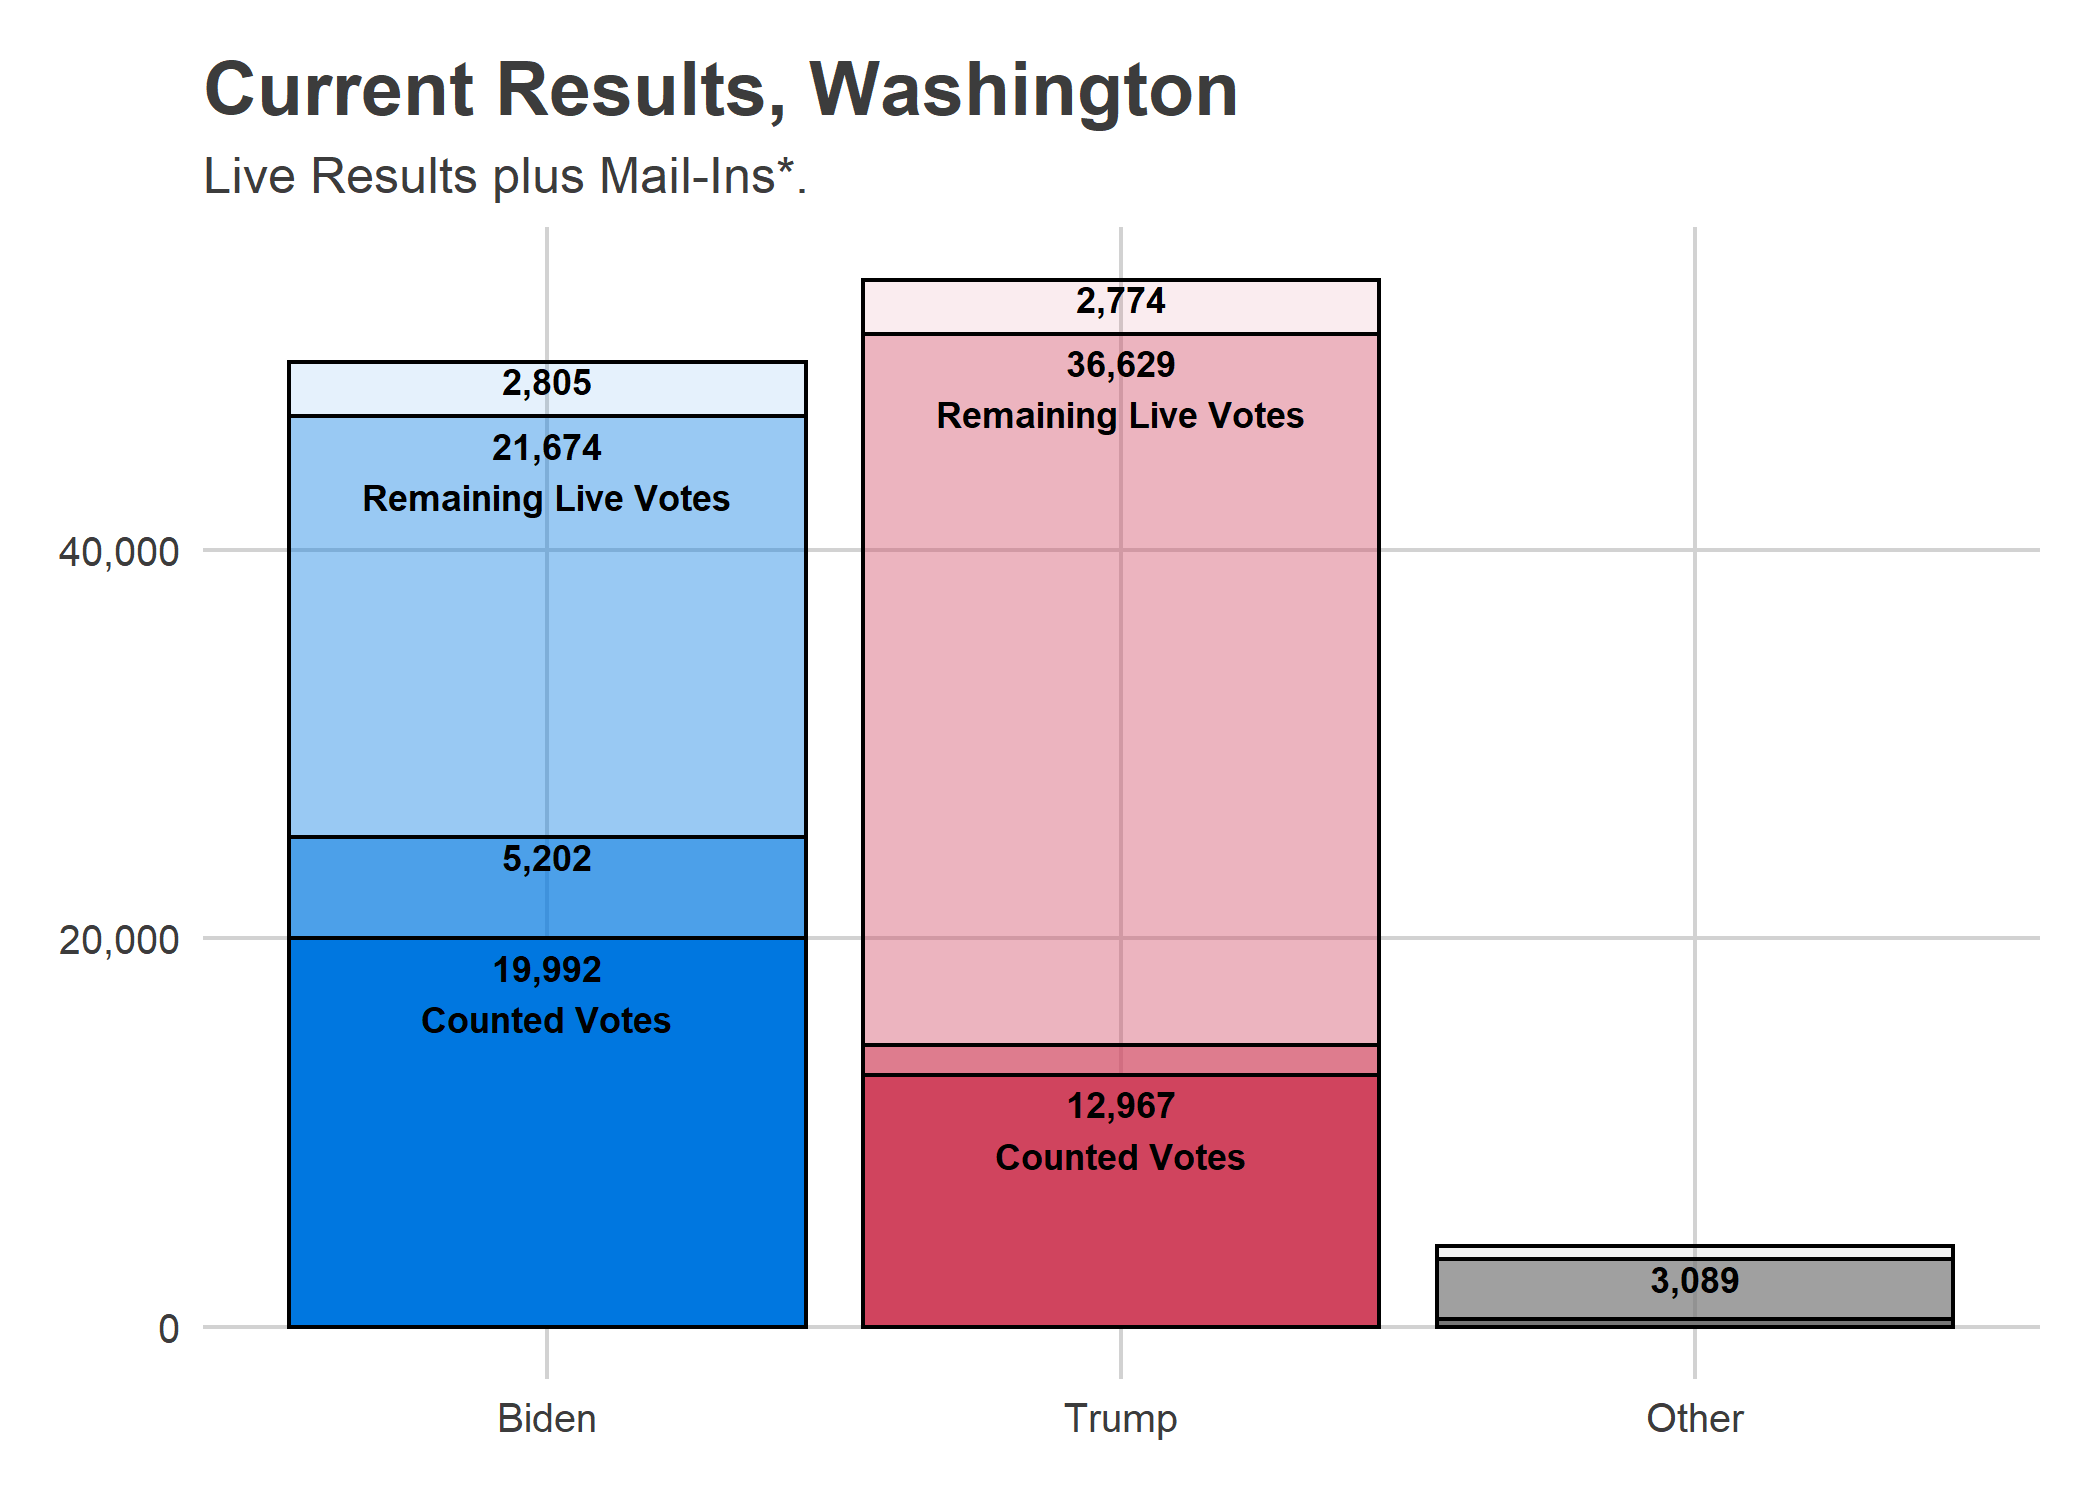 Current Results, Washington
Live Results plus Mail-Ins*.
2,774
36,629
Remaining Live Votes
2,805
21,674
Remaining Live Votes
40,000
5,202
20,000
19,992
Counted Votes
12,967
Counted Votes
3,089
0
Biden
Trump
Other